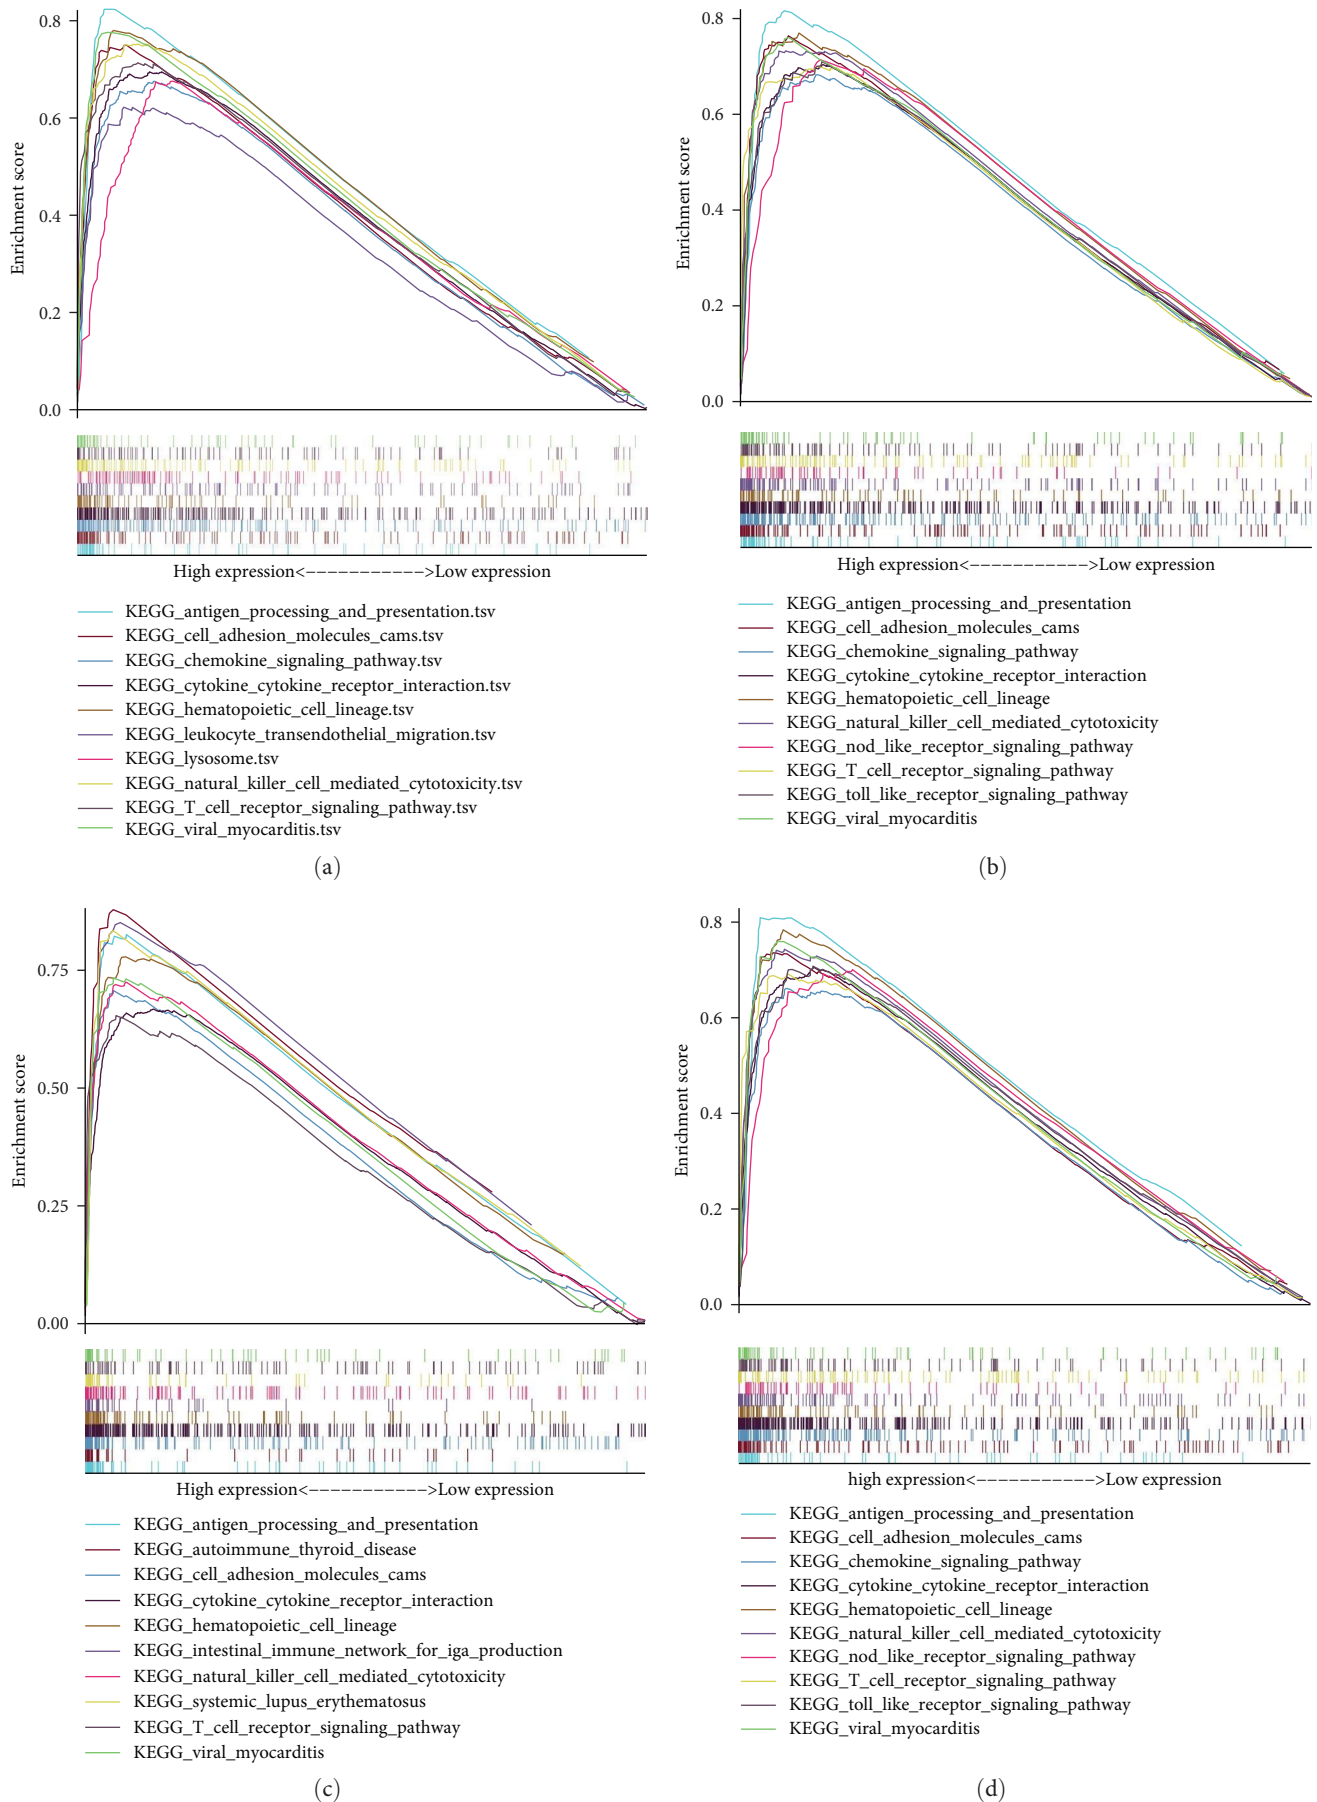 0.8
0.6
0.4
0.2
0.0
Enrichment score
High expression<----------->Low expression
KEGG_antigen_processing_and_presentation.tsv
KEGG_cell_adhesion_molecules_cams.tsv
KEGG_chemokine_signaling_pathway.tsv
KEGG_cytokine_cytokine_receptor_interaction.tsv
KEGG_hematopoietic_cell_lineage.tsv
KEGG_leukocyte_transendothelial_migration.tsv
KEGG_lysosome.tsv
KEGG_natural_killer_cell_mediated_cytotoxicity.tsv
KEGG_T_cell_receptor_signaling_pathway.tsv
KEGG_viral_myocarditis.tsv
(a)
0.8
0.6
0.4
0.2
0.0
Enrichment score
High expression<----------->Low expression
KEGG_antigen_processing_and_presentation
KEGG_cell_adhesion_molecules_cams
KEGG_chemokine_signaling_pathway
KEGG_cytokine_cytokine_receptor_interaction
KEGG_hematopoietic_cell_lineage
KEGG_natural_killer_cell_mediated_cytotoxicity
KEGG_nod_like_receptor_signaling_pathway
KEGG_T_cell_receptor_signaling_pathway
KEGG_toll_like_receptor_signaling_pathway
KEGG_viral_myocarditis
(b)
0.75
0.50
0.25
0.00
Enrichment score
High expression<----------->Low expression
KEGG_antigen_processing_and_presentation
KEGG_autoimmune_thyroid_disease
KEGG_cell_adhesion_molecules_cams
KEGG_cytokine_cytokine_receptor_interaction
KEGG_hematopoietic_cell_lineage
KEGG_intestinal_immune_network_for_iga_production
KEGG_natural_killer_cell_mediated_cytotoxicity
KEGG_systemic_lupus_erythematosus
KEGG_T_cell_receptor_signaling_pathway
KEGG_viral_myocarditis
(c)
0.8
0.6
0.4
0.2
0.0
Enrichment score
high expression<----------->Low expression
KEGG_antigen_processing_and_presentation
KEGG_cell_adhesion_molecules_cams
KEGG_chemokine_signaling_pathway
KEGG_cytokine_cytokine_receptor_interaction
KEGG_hematopoietic_cell_lineage
KEGG_natural_killer_cell_mediated_cytotoxicity
KEGG_nod_like_receptor_signaling_pathway
KEGG_T_cell_receptor_signaling_pathway
KEGG_toll_like_receptor_signaling_pathway
KEGG_viral_myocarditis
(d)